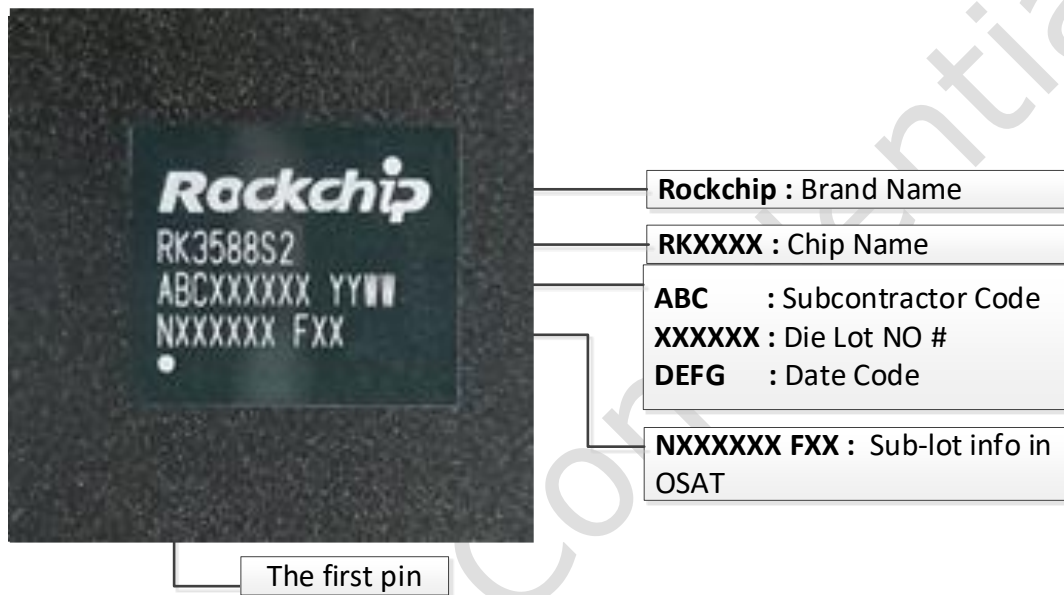 Rockchip
RK3588S2
ABCXXXXXX YYWW
NXXXXXX FXX
Rockchip : Brand Name
RKXXXX : Chip Name
ABC : Subcontractor Code
XXXXXX : Die Lot NO #
DEFG : Date Code
NXXXXXX FXX : Sub-lot info in
OSAT
The first pin
Confidential